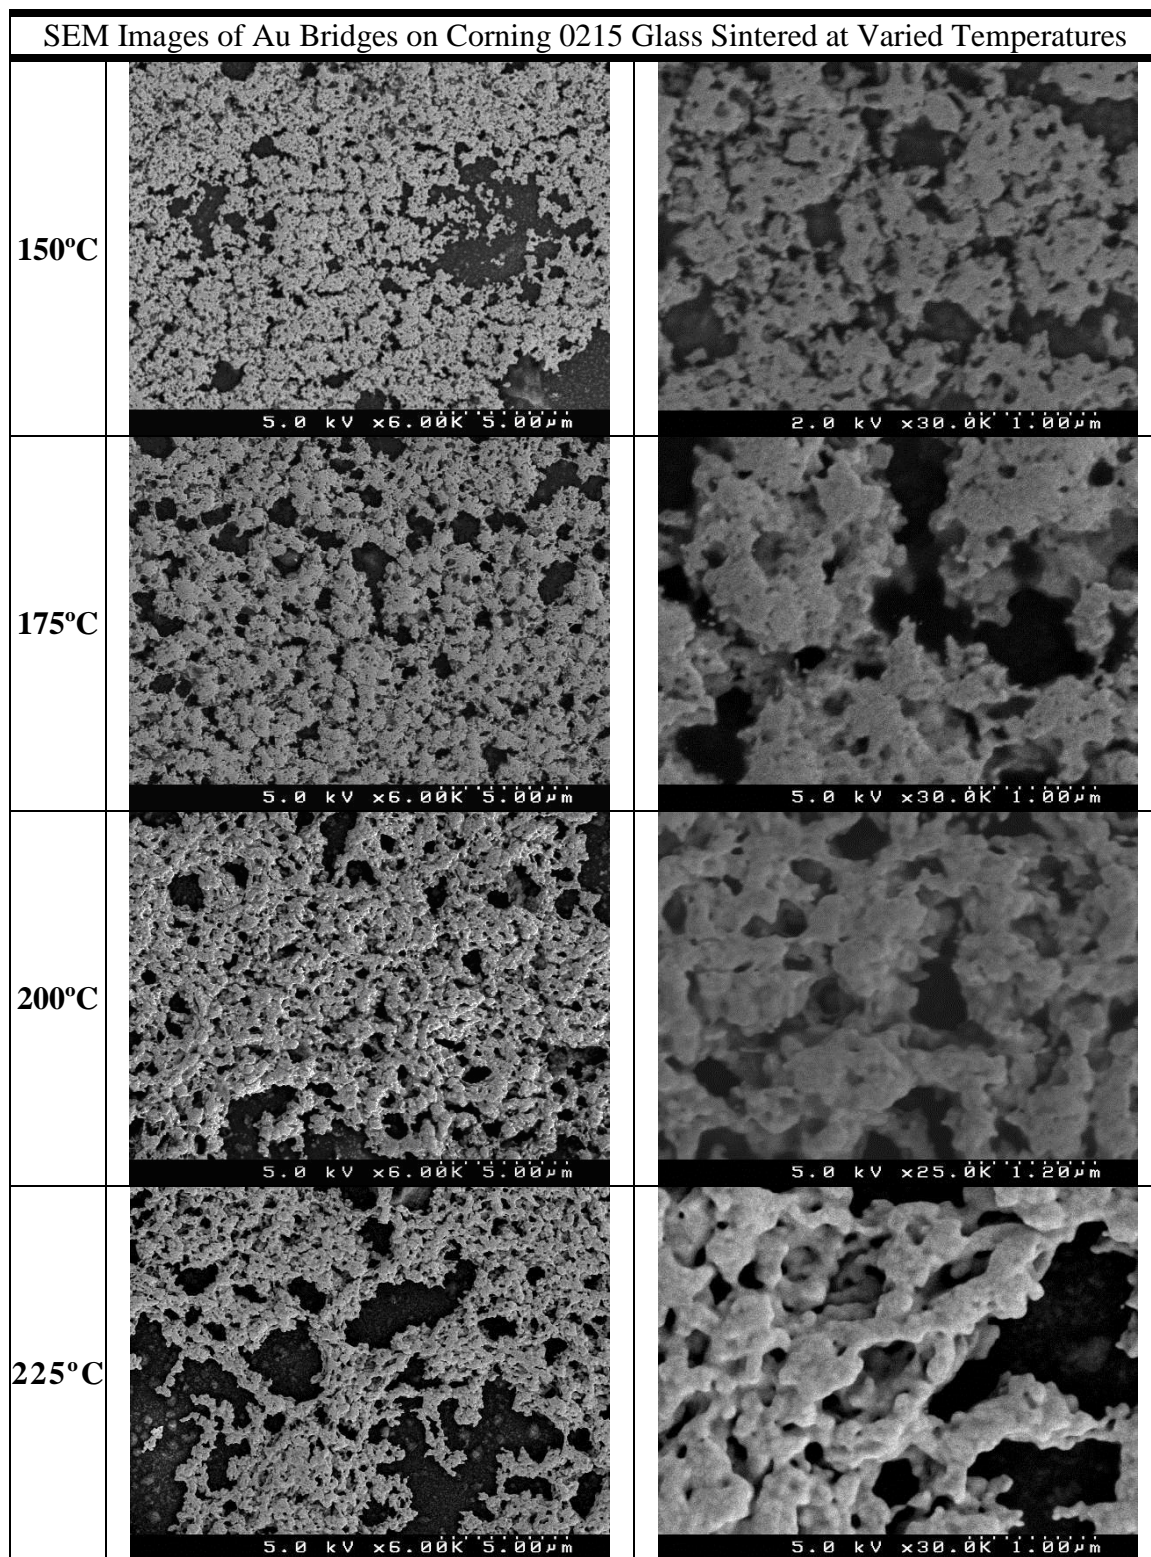 SEM Images of Au Bridges on Corning 0215 Glass Sintered at Varied Temperatures
150ºC
5.0 kV x6.00K 5.00µm
2.0 kV x30.0K 1.00µm
175ºC
5.0 kV x6.00K 5.00µm
5.0 kV x30.0K 1.00µm
200ºC
5.0 kV x6.00K 5.00µm
5.0 kV x25.0K 1.20µm
225ºC
5.0 kV x6.00K 5.00µm
5.0 kV x30.0K 1.00µm